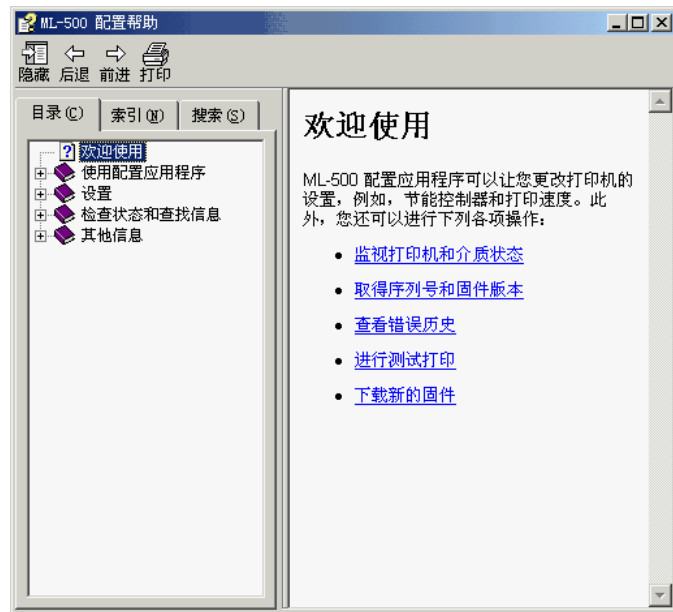 ML-500 配置帮助
隐藏 后退 前进 打印
目录(C) 索引(N) 搜索(S)
欢迎使用
使用配置应用程序
设置
检查状态和查找信息
其他信息
欢迎使用
ML-500 配置应用程序可以让您更改打印机的
设置，例如，节能控制器和打印速度。此
外，您还可以进行下列各项操作：
监视打印机和介质状态
取得序列号和固件版本
查看错误历史
进行测试打印
下载新的固件